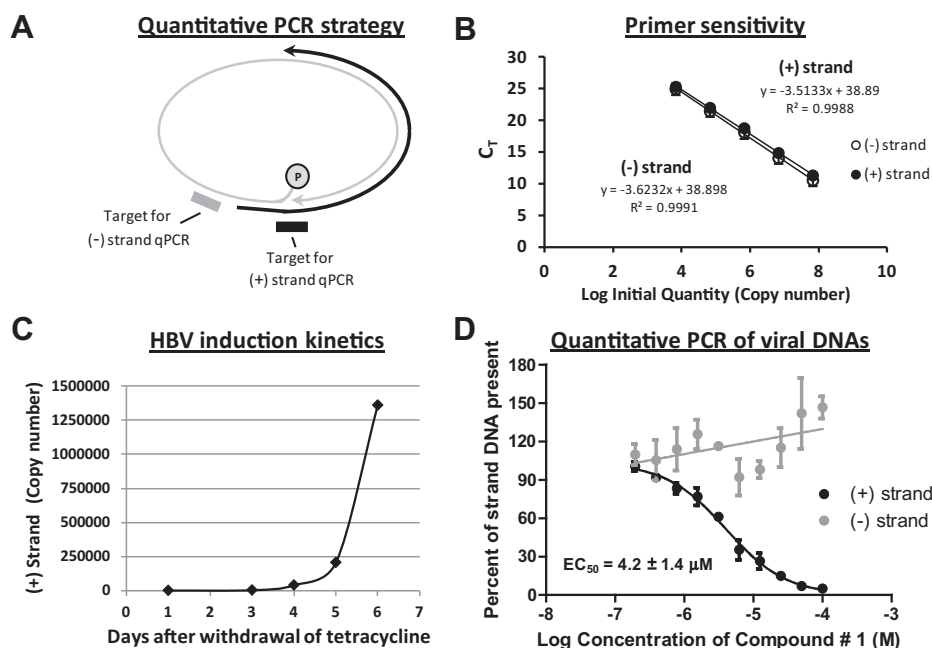 A
Quantitative PCR strategy
P
Target for
(-) strand qPCR
Target for
(+) strand qPCR
B
Primer sensitivity
30
25
20
15
10
5
0
C_T
(+) strand
y = -3.5133x + 38.89
R² = 0.9988
(-) strand
y = -3.6232x + 38.898
R² = 0.9991
(-) strand
(+) strand
0 2 4 6 8 10
Log Initial Quantity (Copy number)
C
HBV induction kinetics
(+) Strand (Copy number)
1500000
1250000
1000000
750000
500000
250000
0
0 1 2 3 4 5 6 7
Days after withdrawal of tetracycline
D
Quantitative PCR of viral DNAs
Percent of strand DNA present
180
150
120
90
60
30
0
EC₅₀ = 4.2 ± 1.4 μM
(+) strand
(-) strand
-8 -7 -6 -5 -4 -3
Log Concentration of Compound # 1 (M)